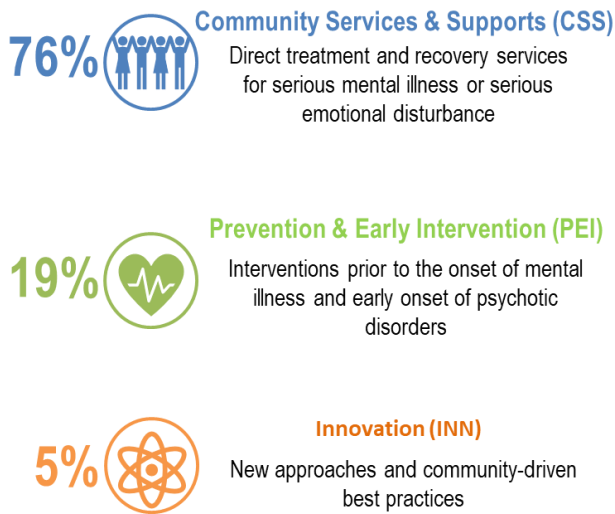 76%
Community Services & Supports (CSS)
Direct treatment and recovery services
for serious mental illness or serious
emotional disturbance
19%
Prevention & Early Intervention (PEI)
Interventions prior to the onset of mental
illness and early onset of psychotic
disorders
5%
Innovation (INN)
New approaches and community-driven
best practices